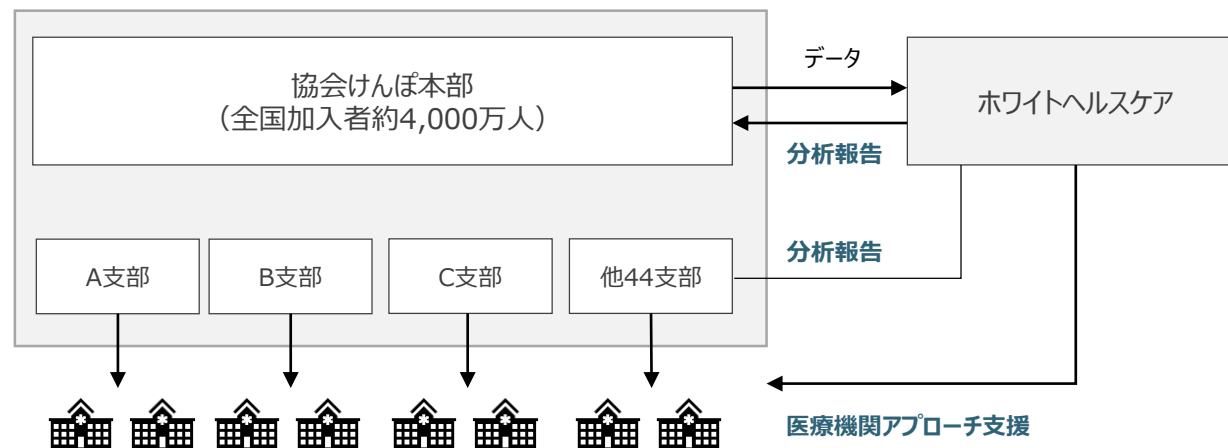 協会けんぽ本部
（全国加入者約4,000万人）
データ
ホワイトヘルスケア
分析報告
A支部
B支部
C支部
他44支部
分析報告
医療機関アプローチ支援